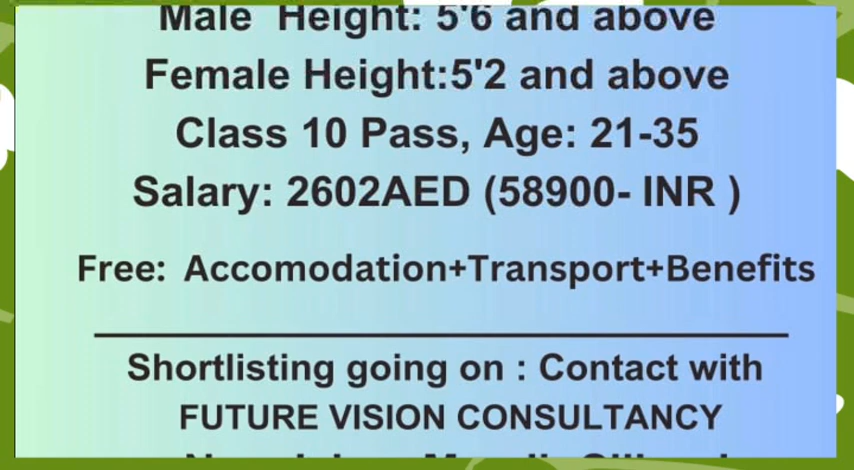 Male Height: 5'6 and above
Female Height:5'2 and above
Class 10 Pass, Age: 21-35
Salary: 2602AED (58900- INR )
Free: Accomodation+Transport+Benefits
Shortlisting going on : Contact with
FUTURE VISION CONSULTANCY